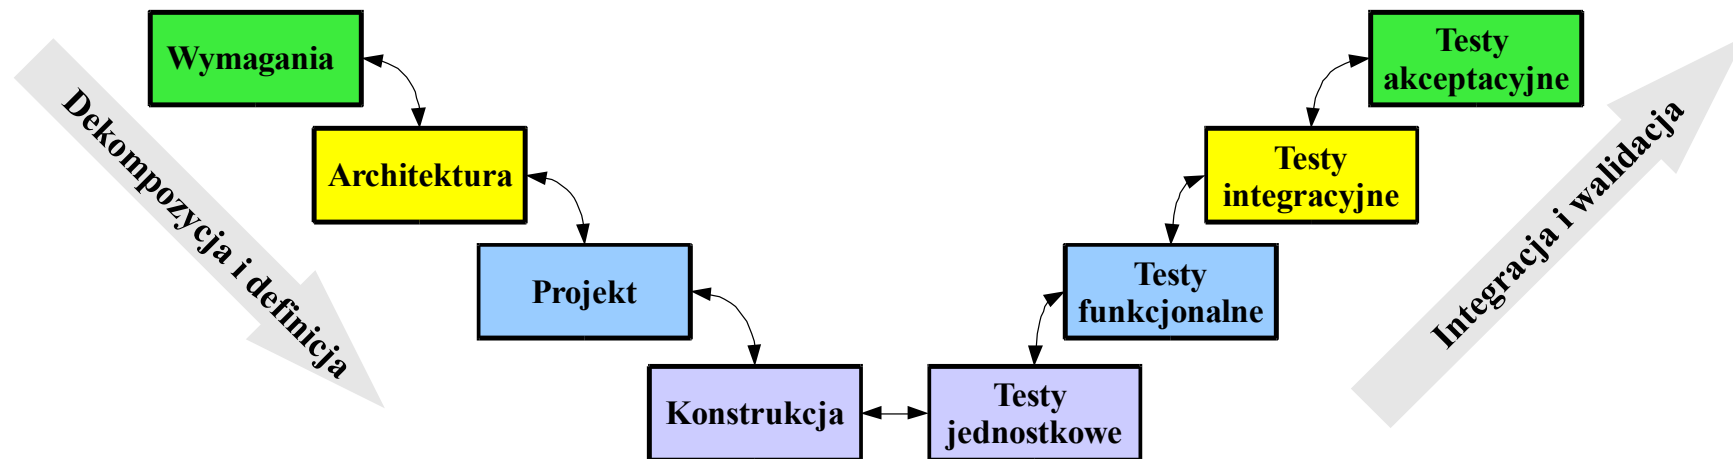 Wymagania
Testy
akceptacyjne
Dekompozycja i definicja
Architektura
Testy
integracyjne
Integracja i walidacja
Projekt
Testy
funkcjonalne
Konstrukcja
Testy
jednostkowe